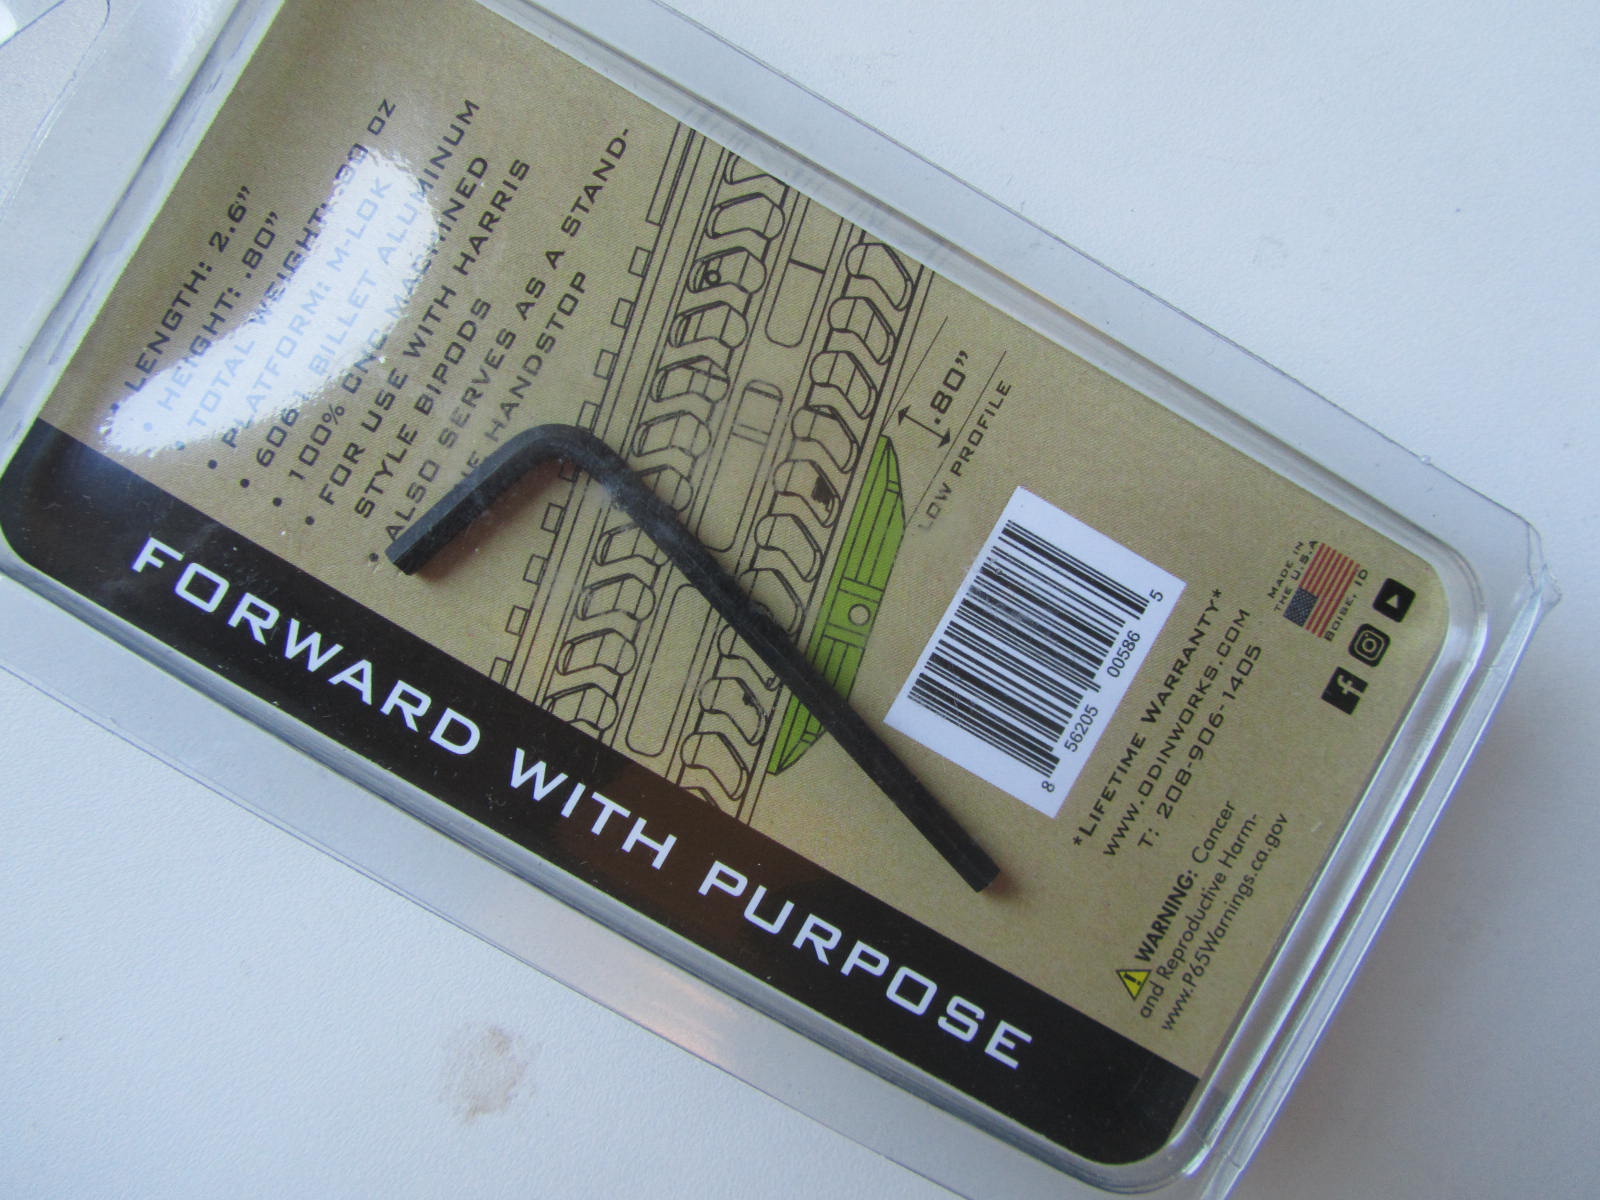 • LENGTH: 2.6”
• HEIGHT: .80”
• TOTAL WEIGHT: oz
• PLATFORM: M-LOK
• 6061 BILLET ALUMINUM
• 100% CNC MACHINED
• FOR USE WITH HARRIS
STYLE BIPODS
• ALSO SERVES AS A STAND-
HANDSTOP
.80”
LOW PROFILE
8 56205 00586 5
*LIFETIME WARRANTY*
WWW.ODINWORKS.COM
T: 208-906-1405
MADE IN
THE U.S.A
BOISE, ID
WARNING: Cancer
and Reproductive Harm-
www.P65Warnings.ca.gov
FORWARD WITH PURPOSE